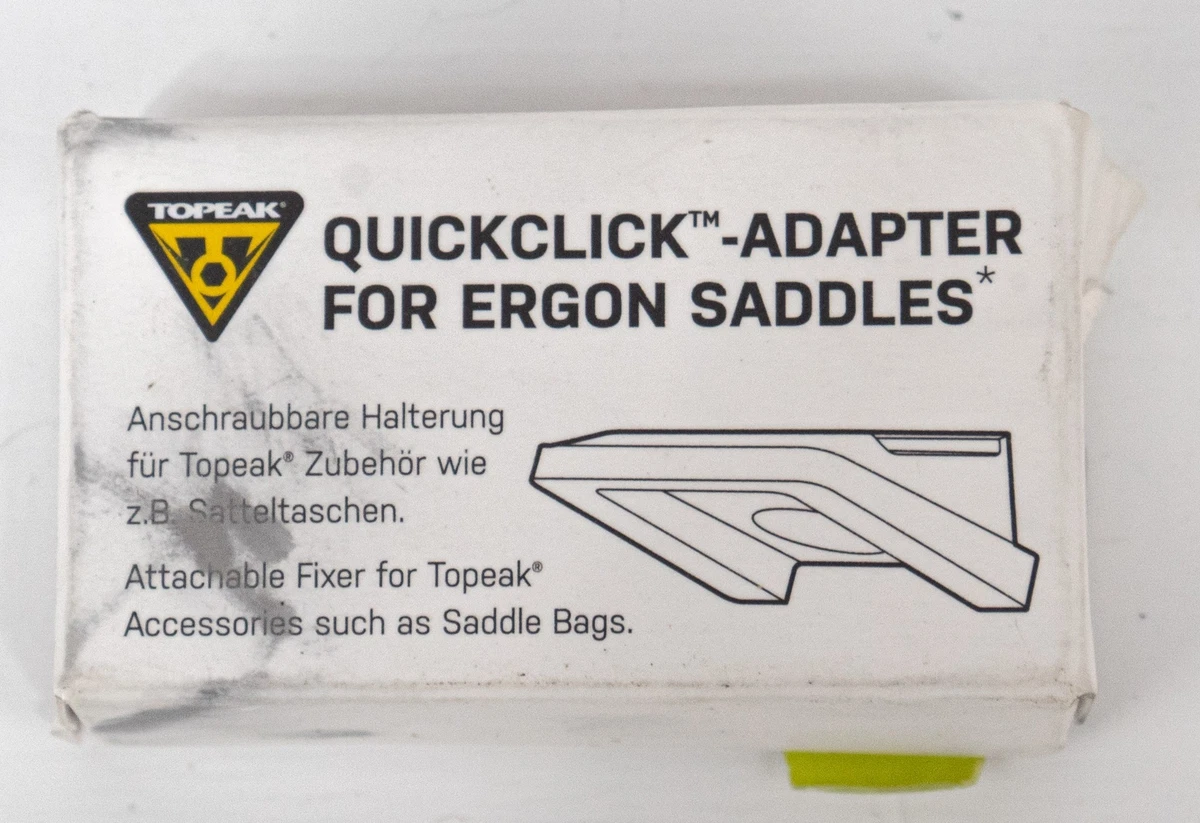 TOPEAK®
QUICKCLICK™-ADAPTER
FOR ERGON SADDLES*
Anschraubbare Halterung
für Topeak® Zubehör wie
z.B. Satteltaschen.
Attachable Fixer for Topeak®
Accessories such as Saddle Bags.